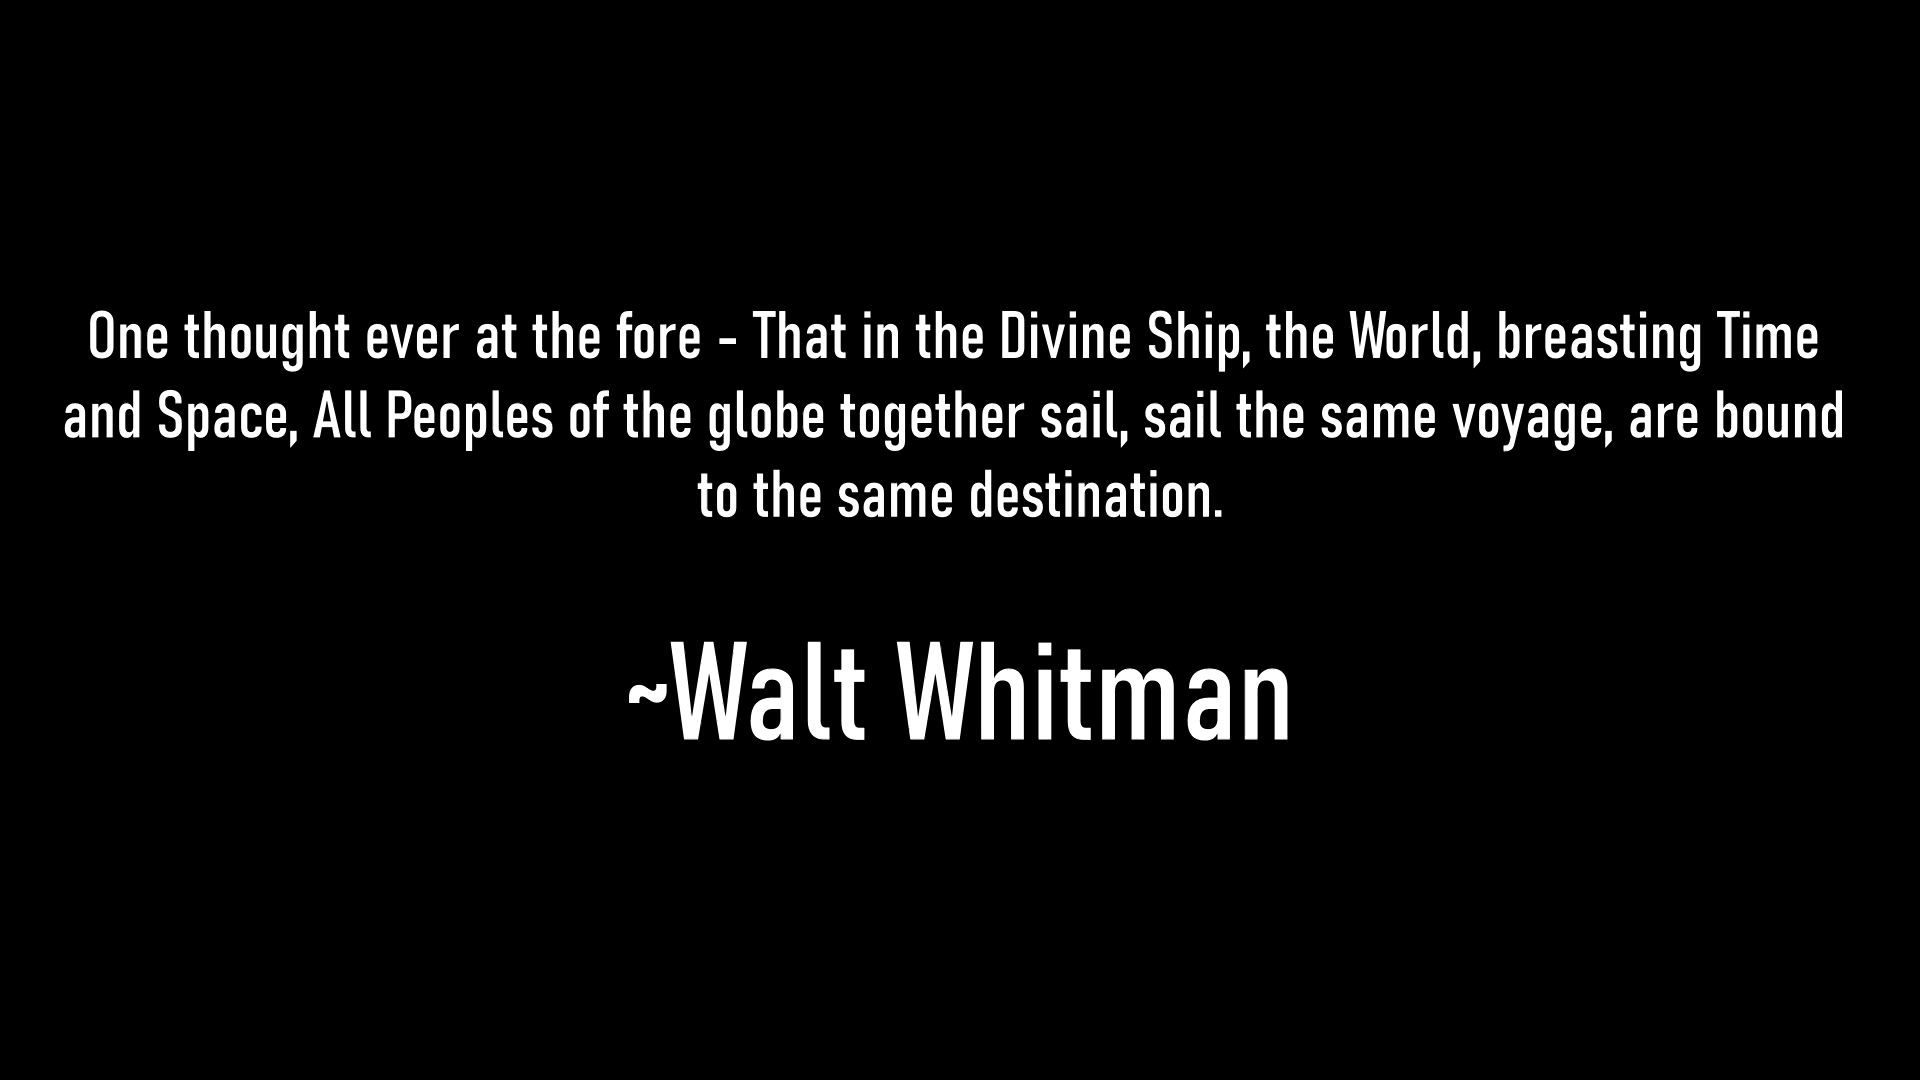 One thought ever at the fore - That in the Divine Ship, the World, breasting Time
and Space, All Peoples of the globe together sail, sail the same voyage, are bound
to the same destination.
~Walt Whitman